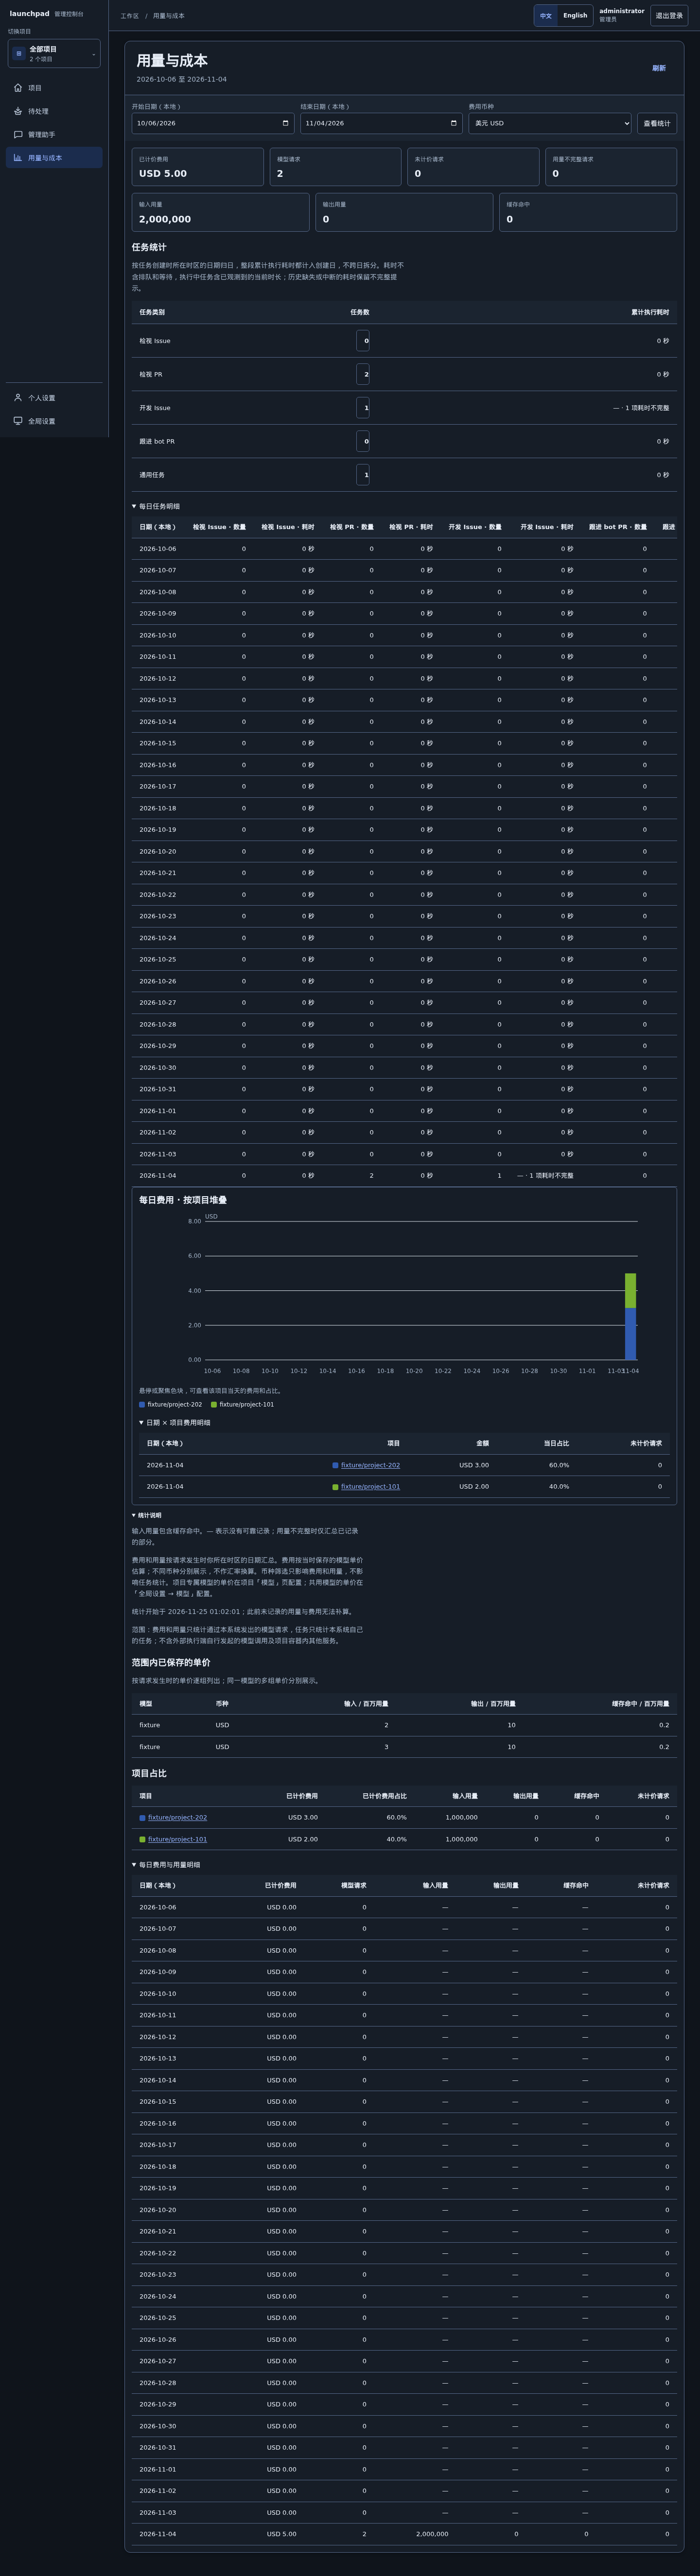 launchpad 管理控制台
切换项目
全部项目
2 个项目
项目
待处理
管理助手
用量与成本
个人设置
全局设置
工作区 / 用量与成本
中文 English
administrator
管理员
退出登录
用量与成本
2026-10-06 至 2026-11-04
刷新
开始日期（本地） 结束日期（本地） 费用币种
10/06/2026 11/04/2026 美元 USD 查看统计
已计价费用 模型请求 未计价请求 用量不完整请求
USD 5.00 2 0 0
输入用量 输出用量 缓存命中
2,000,000 0 0
任务统计
按任务创建时所在时区的日期归日，整段累计执行耗时都计入创建日，不跨日拆分。耗时不
含排队和等待，执行中任务含已观测到的当前时长；历史缺失或中断的耗时保留不完整提
示。
任务类别 任务数 累计执行耗时
检视 Issue 0 0 秒
检视 PR 2 0 秒
开发 Issue 1 — · 1 项耗时不完整
跟进 bot PR 0 0 秒
通用任务 1 0 秒
▼ 每日任务明细
日期（本地） 检视 Issue · 数量 检视 Issue · 耗时 检视 PR · 数量 检视 PR · 耗时 开发 Issue · 数量 开发 Issue · 耗时 跟进 bot PR · 数量 跟进
2026-10-06 0 0 秒 0 0 秒 0 0 秒 0
2026-10-07 0 0 秒 0 0 秒 0 0 秒 0
2026-10-08 0 0 秒 0 0 秒 0 0 秒 0
2026-10-09 0 0 秒 0 0 秒 0 0 秒 0
2026-10-10 0 0 秒 0 0 秒 0 0 秒 0
2026-10-11 0 0 秒 0 0 秒 0 0 秒 0
2026-10-12 0 0 秒 0 0 秒 0 0 秒 0
2026-10-13 0 0 秒 0 0 秒 0 0 秒 0
2026-10-14 0 0 秒 0 0 秒 0 0 秒 0
2026-10-15 0 0 秒 0 0 秒 0 0 秒 0
2026-10-16 0 0 秒 0 0 秒 0 0 秒 0
2026-10-17 0 0 秒 0 0 秒 0 0 秒 0
2026-10-18 0 0 秒 0 0 秒 0 0 秒 0
2026-10-19 0 0 秒 0 0 秒 0 0 秒 0
2026-10-20 0 0 秒 0 0 秒 0 0 秒 0
2026-10-21 0 0 秒 0 0 秒 0 0 秒 0
2026-10-22 0 0 秒 0 0 秒 0 0 秒 0
2026-10-23 0 0 秒 0 0 秒 0 0 秒 0
2026-10-24 0 0 秒 0 0 秒 0 0 秒 0
2026-10-25 0 0 秒 0 0 秒 0 0 秒 0
2026-10-26 0 0 秒 0 0 秒 0 0 秒 0
2026-10-27 0 0 秒 0 0 秒 0 0 秒 0
2026-10-28 0 0 秒 0 0 秒 0 0 秒 0
2026-10-29 0 0 秒 0 0 秒 0 0 秒 0
2026-10-30 0 0 秒 0 0 秒 0 0 秒 0
2026-10-31 0 0 秒 0 0 秒 0 0 秒 0
2026-11-01 0 0 秒 0 0 秒 0 0 秒 0
2026-11-02 0 0 秒 0 0 秒 0 0 秒 0
2026-11-03 0 0 秒 0 0 秒 0 0 秒 0
2026-11-04 0 0 秒 2 0 秒 1 — · 1 项耗时不完整 0
每日费用 · 按项目堆叠
USD
8.00
6.00
4.00
2.00
0.00
10-06 10-08 10-10 10-12 10-14 10-16 10-18 10-20 10-22 10-24 10-26 10-28 10-30 11-01 11-03 11-04
悬停或聚焦色块，可查看该项目当天的费用和占比。
fixture/project-202 fixture/project-101
▼ 日期 × 项目费用明细
日期（本地） 项目 金额 当日占比 未计价请求
2026-11-04 fixture/project-202 USD 3.00 60.0% 0
2026-11-04 fixture/project-101 USD 2.00 40.0% 0
▼ 统计说明
输入用量包含缓存命中。— 表示没有可靠记录；用量不完整时仅汇总已记录
的部分。
费用和用量按请求发生时你所在时区的日期汇总。费用按当时保存的模型单价
估算；不同币种分别展示，不作汇率换算。币种筛选只影响费用和用量，不影
响任务统计。项目专属模型的单价在项目「模型」页配置；共用模型的单价在
「全局设置 → 模型」配置。
统计开始于 2026-11-25 01:02:01；此前未记录的用量与费用无法补算。
范围：费用和用量只统计通过本系统发出的模型请求，任务只统计本系统自己
的任务；不含外部执行端自行发起的模型调用及项目容器内其他服务。
范围内已保存的单价
按请求发生时的单价逐组列出；同一模型的多组单价分别展示。
模型 币种 输入 / 百万用量 输出 / 百万用量 缓存命中 / 百万用量
fixture USD 2 10 0.2
fixture USD 3 10 0.2
项目占比
项目 已计价费用 已计价费用占比 输入用量 输出用量 缓存命中 未计价请求
fixture/project-202 USD 3.00 60.0% 1,000,000 0 0 0
fixture/project-101 USD 2.00 40.0% 1,000,000 0 0 0
▼ 每日费用与用量明细
日期（本地） 已计价费用 模型请求 输入用量 输出用量 缓存命中 未计价请求
2026-10-06 USD 0.00 0 — — — 0
2026-10-07 USD 0.00 0 — — — 0
2026-10-08 USD 0.00 0 — — — 0
2026-10-09 USD 0.00 0 — — — 0
2026-10-10 USD 0.00 0 — — — 0
2026-10-11 USD 0.00 0 — — — 0
2026-10-12 USD 0.00 0 — — — 0
2026-10-13 USD 0.00 0 — — — 0
2026-10-14 USD 0.00 0 — — — 0
2026-10-15 USD 0.00 0 — — — 0
2026-10-16 USD 0.00 0 — — — 0
2026-10-17 USD 0.00 0 — — — 0
2026-10-18 USD 0.00 0 — — — 0
2026-10-19 USD 0.00 0 — — — 0
2026-10-20 USD 0.00 0 — — — 0
2026-10-21 USD 0.00 0 — — — 0
2026-10-22 USD 0.00 0 — — — 0
2026-10-23 USD 0.00 0 — — — 0
2026-10-24 USD 0.00 0 — — — 0
2026-10-25 USD 0.00 0 — — — 0
2026-10-26 USD 0.00 0 — — — 0
2026-10-27 USD 0.00 0 — — — 0
2026-10-28 USD 0.00 0 — — — 0
2026-10-29 USD 0.00 0 — — — 0
2026-10-30 USD 0.00 0 — — — 0
2026-10-31 USD 0.00 0 — — — 0
2026-11-01 USD 0.00 0 — — — 0
2026-11-02 USD 0.00 0 — — — 0
2026-11-03 USD 0.00 0 — — — 0
2026-11-04 USD 5.00 2 2,000,000 0 0 0